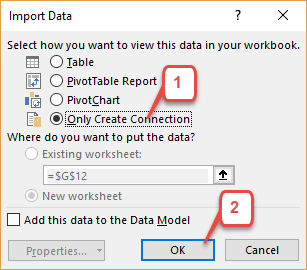 Import Data
?
×
Select how you want to view this data in your workbook.
Table
PivotTable Report
PivotChart
1
Only Create Connection
Where do you want to put the data?
Existing worksheet:
=$G$12
New worksheet
Add this data to the Data Model
2
Properties...
OK
Cancel